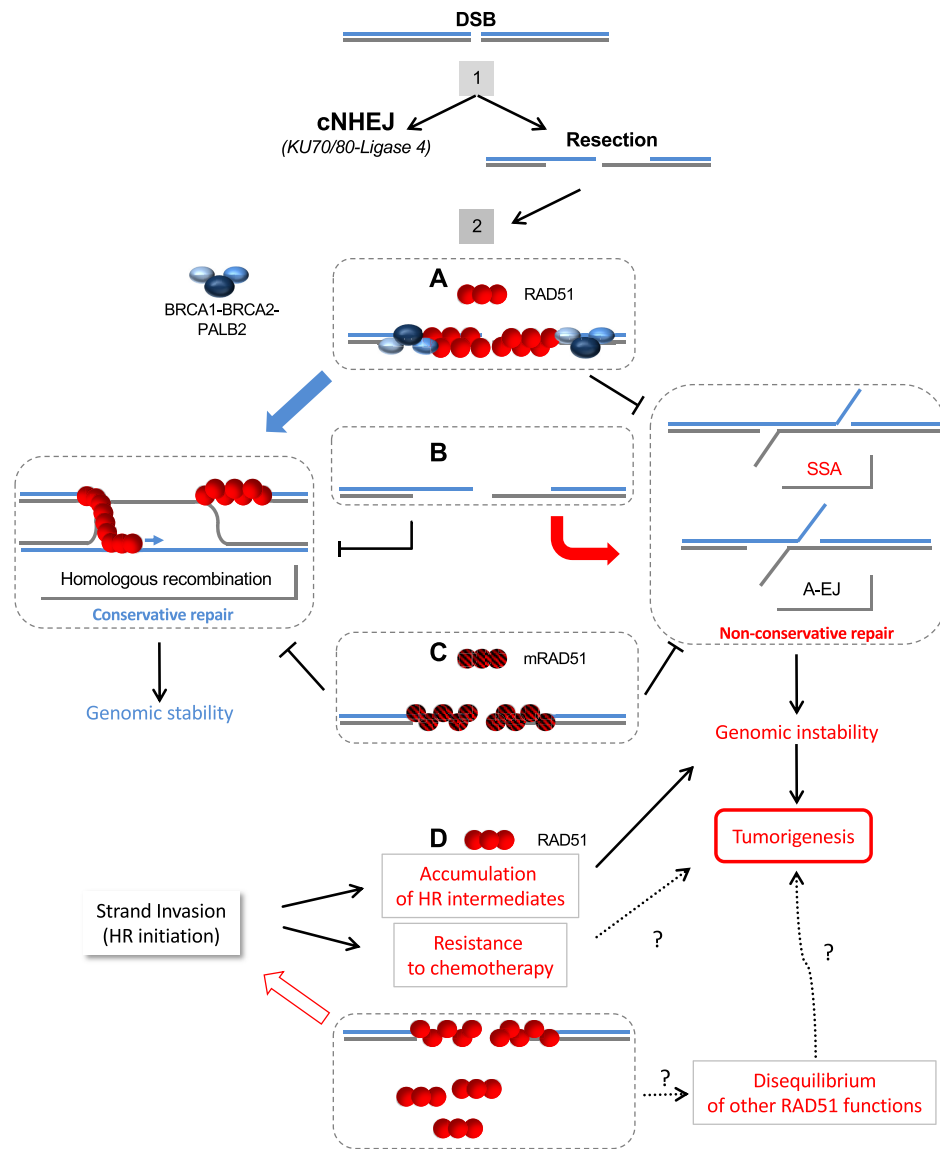 DSB
1
cNHEJ
(KU70/80-Ligase 4)
Resection
2
A
RAD51
BRCA1-BRCA2-
PALB2
B
SSA
A-EJ
Non-conservative repair
Homologous recombination
Conservative repair
C
mRAD51
Genomic stability
Genomic instability
D
RAD51
Tumorigenesis
Accumulation
of HR intermediates
Strand Invasion
(HR initiation)
Resistance
to chemotherapy
?
?
?
Disequilibrium
of other RAD51 functions